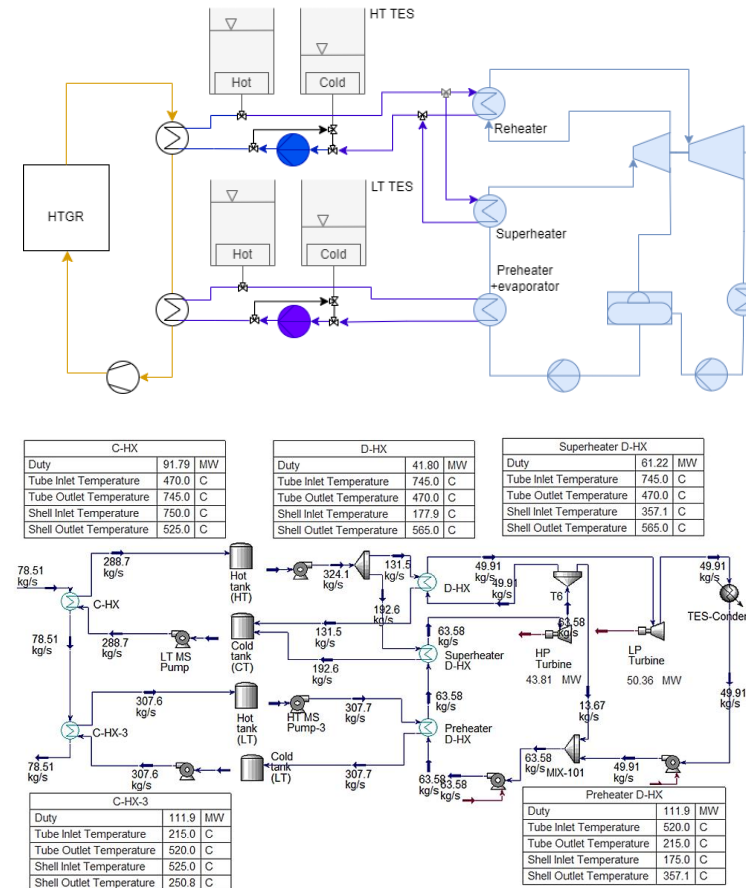 HT TES
Hot
Cold
Reheater
HTGR
LT TES
Superheater
Hot
Cold
Preheater
+evaporator
C-HX
Duty 91.79 MW
Tube Inlet Temperature 470.0 C
Tube Outlet Temperature 745.0 C
Shell Inlet Temperature 750.0 C
Shell Outlet Temperature 525.0 C
D-HX
Duty 41.80 MW
Tube Inlet Temperature 745.0 C
Tube Outlet Temperature 470.0 C
Shell Inlet Temperature 177.9 C
Shell Outlet Temperature 565.0 C
Superheater D-HX
Duty 61.22 MW
Tube Inlet Temperature 745.0 C
Tube Outlet Temperature 470.0 C
Shell Inlet Temperature 357.1 C
Shell Outlet Temperature 565.0 C
78.51
kg/s
288.7
kg/s
Hot
tank
(HT)
324.1
kg/s
131.5
kg/s
49.91
kg/s
49.91
kg/s
49.91
kg/s
49.91
kg/s
C-HX
D-HX
T6
TES-Conden
78.51
kg/s
288.7
kg/s
LT MS
Pump
Cold
tank
(CT)
131.5
kg/s
192.6
kg/s
192.6
kg/s
63.58
kg/s
Superheater
D-HX
63.58
kg/s
HP
Turbine
43.81 MW
LP
Turbine
50.36 MW
63.58
kg/s
13.67
kg/s
49.91
kg/s
307.6
kg/s
Hot
tank
(LT)
HT MS
Pump-3
307.7
kg/s
C-HX-3
Preheater
D-HX
78.51
kg/s
307.6
kg/s
Cold
tank
(LT)
307.7
kg/s
63.58
kg/s
63.58
kg/s
63.58
kg/s
MIX-101
49.91
kg/s
C-HX-3
Duty 111.9 MW
Tube Inlet Temperature 215.0 C
Tube Outlet Temperature 520.0 C
Shell Inlet Temperature 525.0 C
Shell Outlet Temperature 250.8 C
Preheater D-HX
Duty 111.9 MW
Tube Inlet Temperature 520.0 C
Tube Outlet Temperature 215.0 C
Shell Inlet Temperature 175.0 C
Shell Outlet Temperature 357.1 C